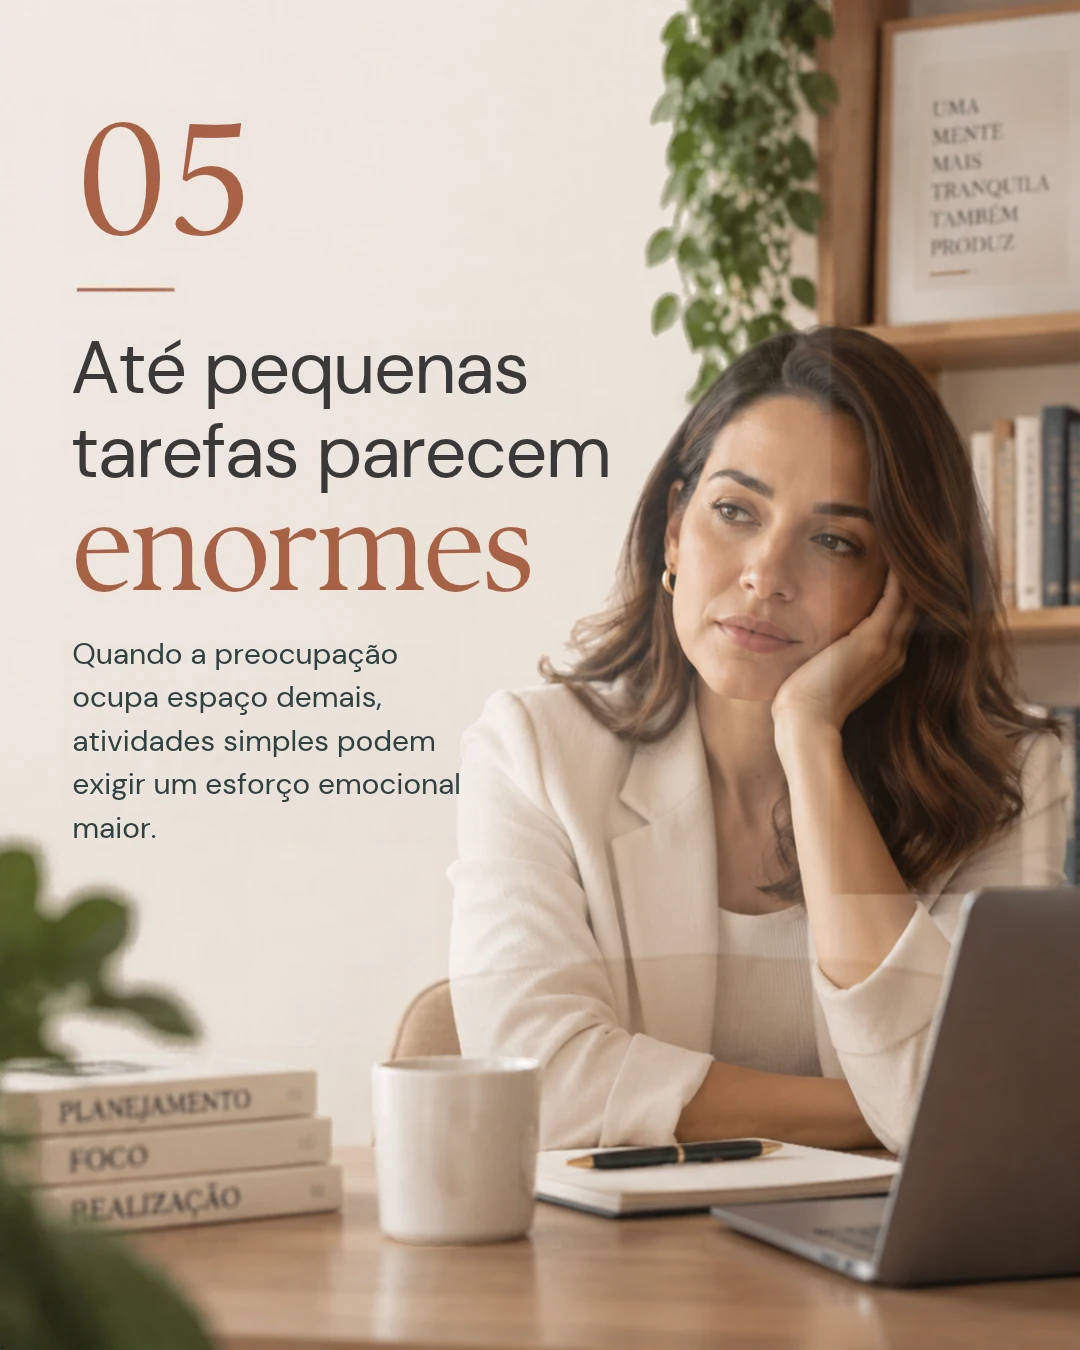 05
Até pequenas
tarefas parecem
enormes
Quando a preocupação
ocupa espaço demais,
atividades simples podem
exigir um esforço emocional
maior.
UMA
MENTE
MAIS
TRANQUILA
TAMBÉM
PRODUZ
PLANEJAMENTO
FOCO
REALIZAÇÃO